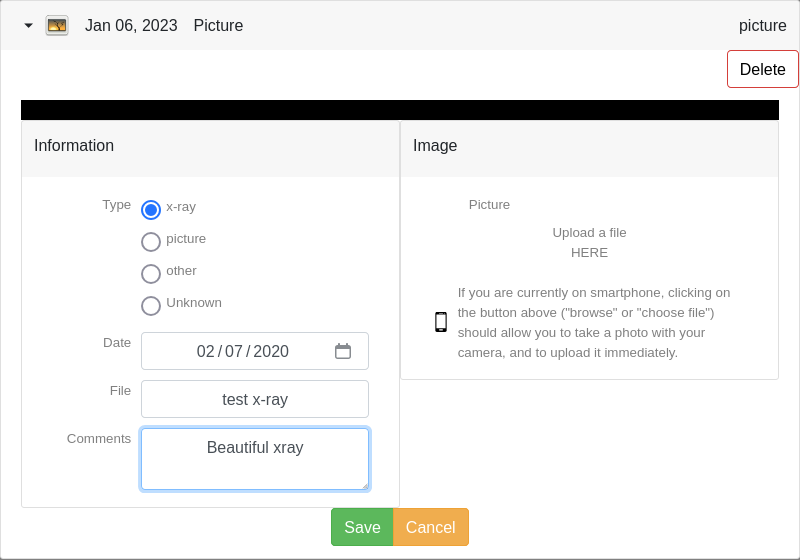 Jan 06, 2023 Picture picture
Delete
Information
Type
x-ray
picture
other
Unknown
Date 02/07/2020
File test x-ray
Comments Beautiful xray
Image
Picture
Upload a file
HERE
If you are currently on smartphone, clicking on
the button above ("browse" or "choose file")
should allow you to take a photo with your
camera, and to upload it immediately.
Save Cancel